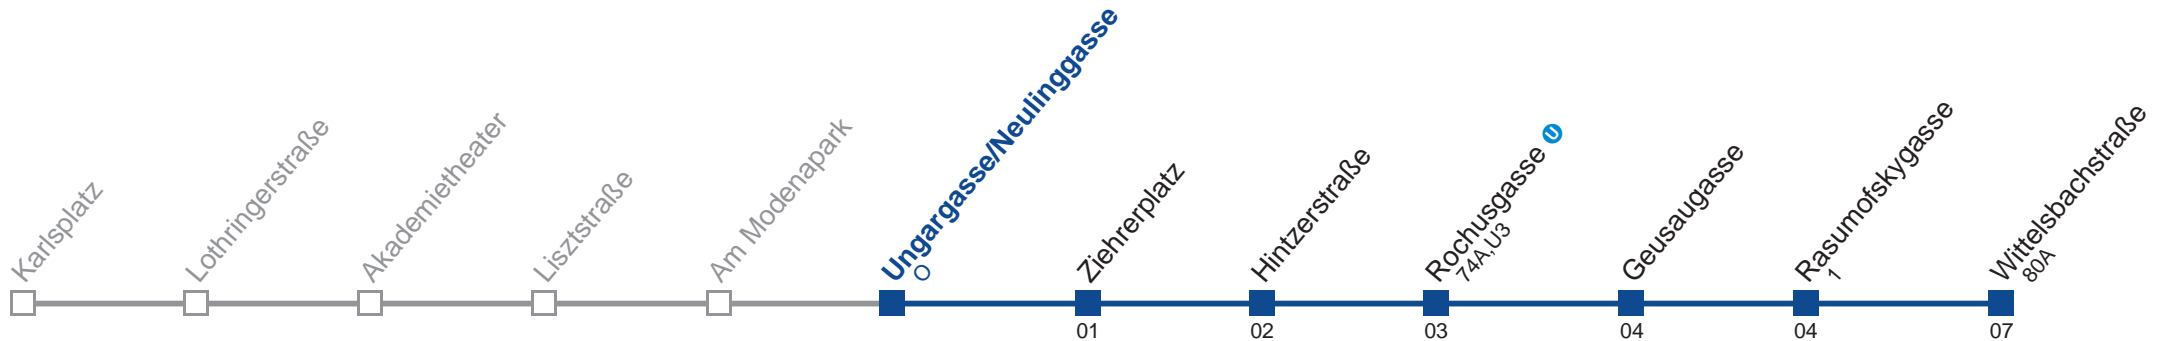 Karlsplatz
Lothringerstraße
Akademietheater
Lisztstraße
Am Modenapark
Ungargasse/Neulinggasse
O
Ziehrerplatz
Hintzerstraße
Rochusgasse U
74A,U3
Geusaugasse
Rasumofskygasse
1
Wittelsbachstraße
80A
01
02
03
04
04
07